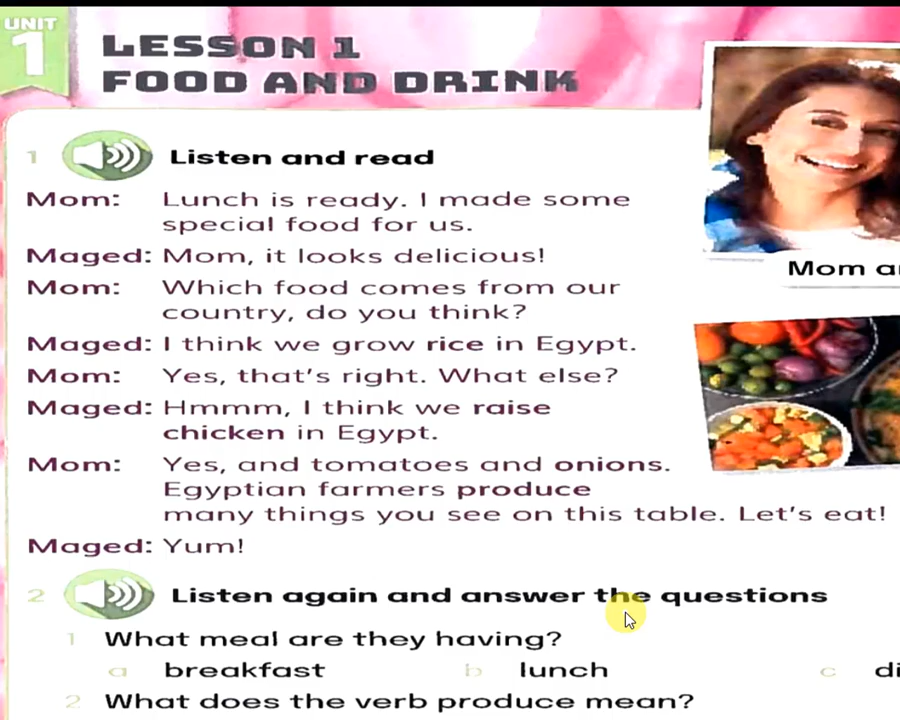 UNIT
1
LESSON 1
FOOD AND DRINK
1 Listen and read
Mom: Lunch is ready. I made some
special food for us.
Maged: Mom, it looks delicious!
Mom: Which food comes from our
country, do you think?
Maged: I think we grow rice in Egypt.
Mom: Yes, that's right. What else?
Maged: Hmmm, I think we raise
chicken in Egypt.
Mom: Yes, and tomatoes and onions.
Egyptian farmers produce
many things you see on this table. Let's eat!
Maged: Yum!
Mom
2 Listen again and answer the questions
1 What meal are they having?
a breakfast b lunch c
2 What does the verb produce mean?